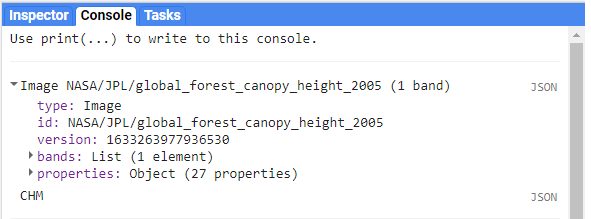 Inspector Console Tasks
Use print(...) to write to this console.
Image NASA/JPL/global_forest_canopy_height_2005 (1 band) JSON
type: Image
id: NASA/JPL/global_forest_canopy_height_2005
version: 1633263977936530
bands: List (1 element)
properties: Object (27 properties)
CHM JSON